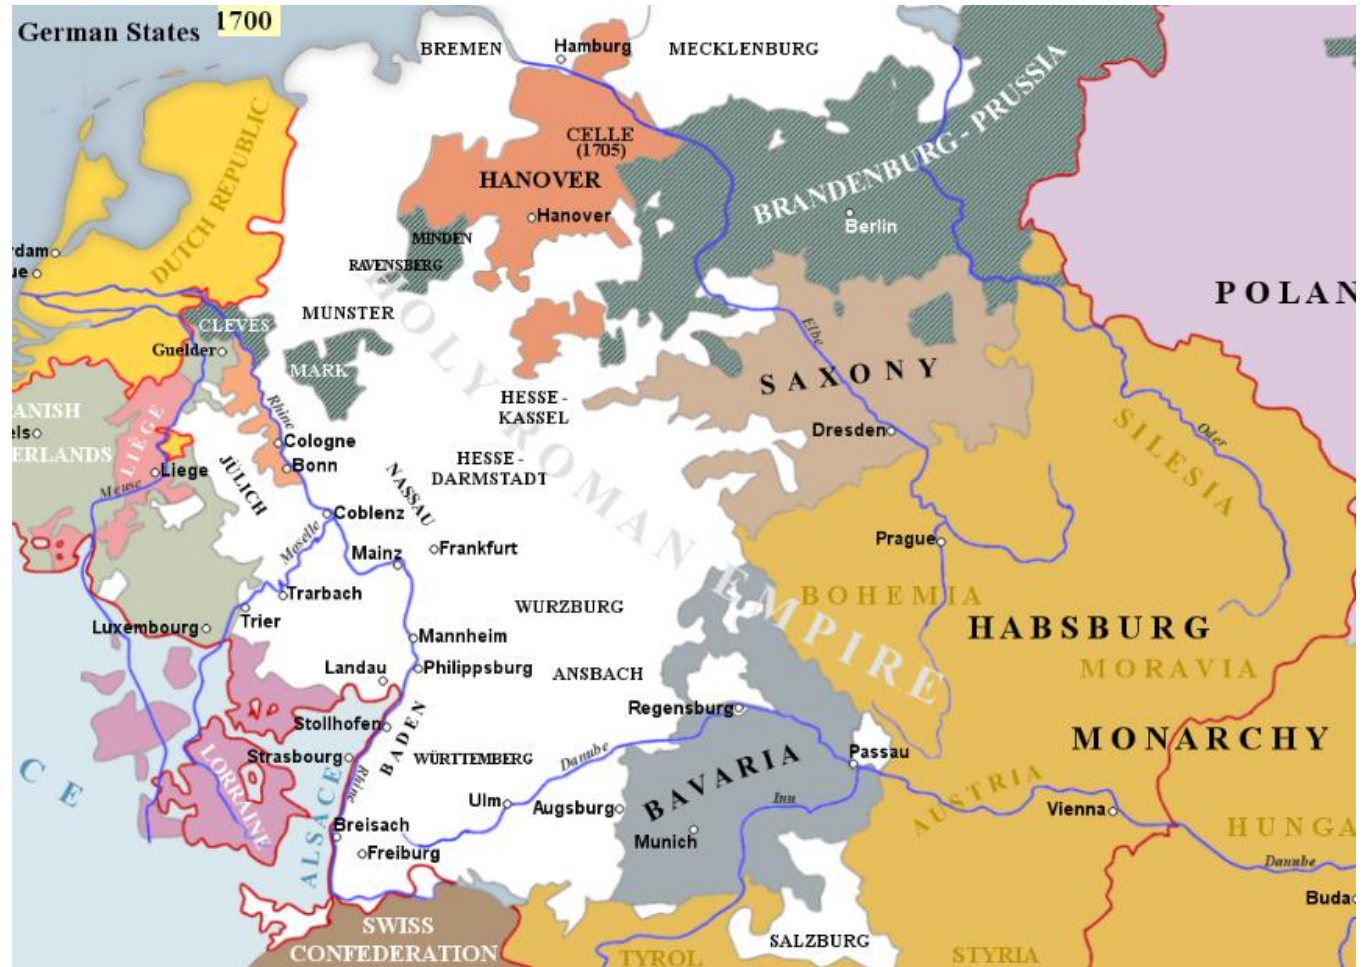 German States 1700
BREMEN
Hamburg
MECKLENBURG
CELLE
(1705)
HANOVER
Hanover
BRANDENBURG - PRUSSIA
Berlin
DUTCH REPUBLIC
rdam
ue
MINDEN
RAVENSBERG
MÜNSTER
CLEVES
Guelder
MARK
HOLY ROMAN EMPIRE
POLAN
Elbe
SAXONY
HESSE -
KASSEL
Rhine
ANISH
els
ERLANDS
LIÈGE
Liege
Meuse
Cologne
Bonn
JÜLICH
HESSE -
DARMSTADT
NASSAU
Dresden
SILESIA
Oder
Coblenz
Moselle
Mainz
Frankfurt
Prague
Trarbach
Trier
Luxembourg
WURZBURG
BOHEMIA
HABSBURG
MONARCHY
MORAVIA
Mannheim
Philippsburg
Landau
ANSBACH
Regensburg
Stollhofen
BADEN
Strasbourg
LORRAINE
ALSACE
Rhine
C E
WÜRTTEMBERG
Danube
BAVARIA
Passau
AUSTRIA
Vienna
HUNGA
Ulm
Augsburg
Inn
Munich
Breisach
Freiburg
Danube
Buda
SWISS
CONFEDERATION
TYROL
SALZBURG
STYRIA